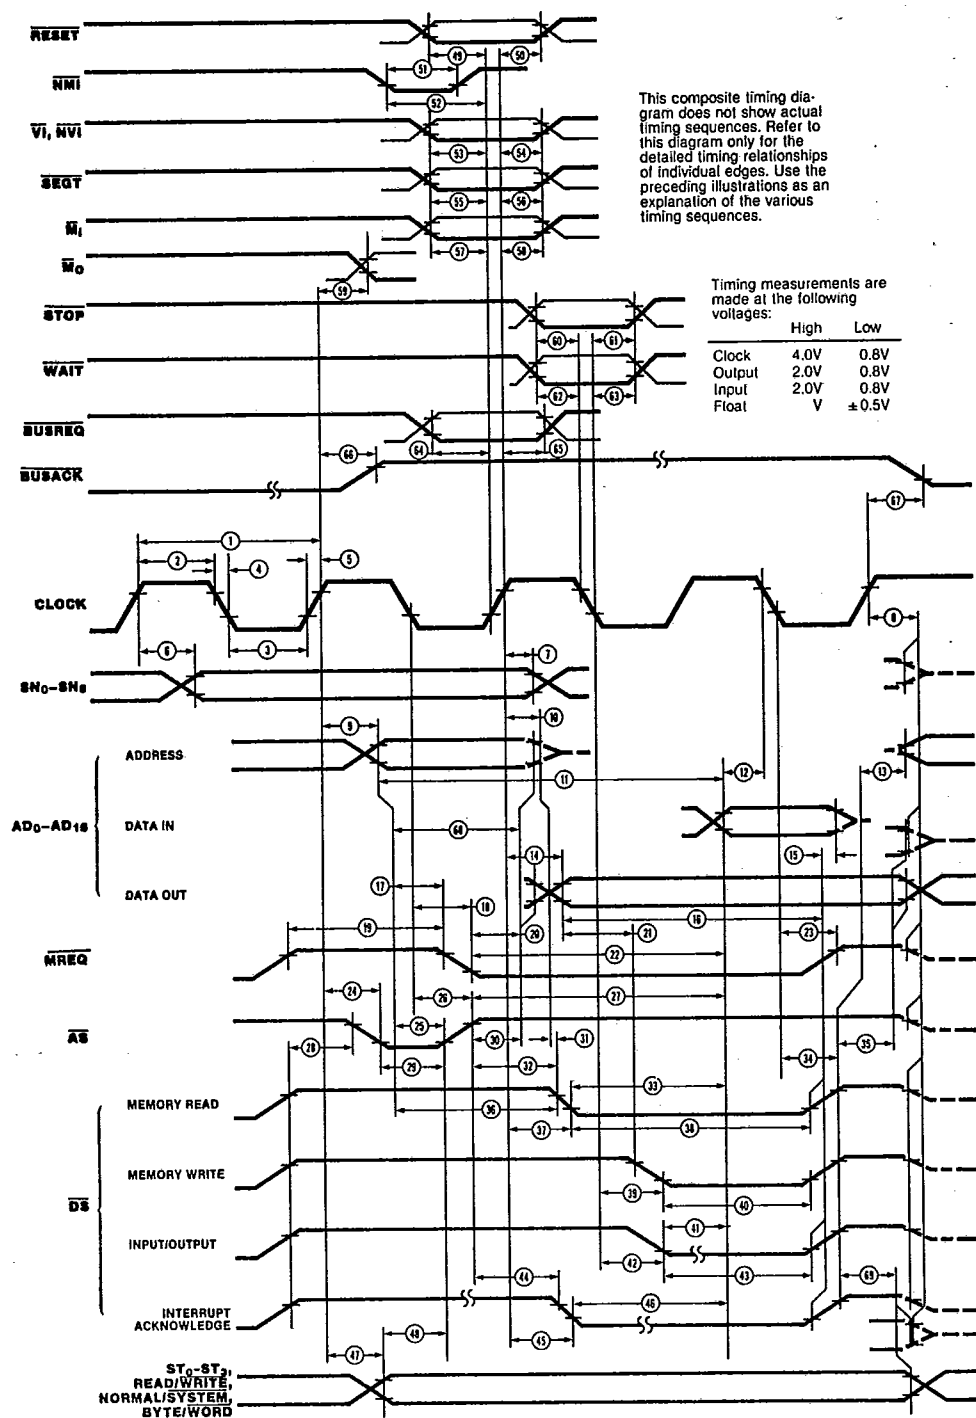 RESET
49
50
51
NMI
52
This composite timing dia-
gram does not show actual
timing sequences. Refer to
this diagram only for the
detailed timing relationships
of individual edges. Use the
preceding illustrations as an
explanation of the various
timing sequences.
VI, NVI
53
54
SEGT
55
56
MI
57
58
MO
59
Timing measurements are
made at the following
voltages:
High Low
Clock 4.0V 0.8V
Output 2.0V 0.8V
Input 2.0V 0.8V
Float V ±0.5V
STOP
60
61
WAIT
62
63
BUSREQ
64
65
66
BUSACK
67
1
2
4
5
CLOCK
3
8
6
7
SN0–SN6
10
9
ADDRESS
11
12
13
AD0–AD15
DATA IN
68
14
15
17
DATA OUT
18
16
19
20
21
23
MREQ
22
24
26
27
AS
25
30
31
35
28
29
32
33
34
MEMORY READ
36
37
38
MEMORY WRITE
39
40
DS
41
INPUT/OUTPUT
42
43
44
46
69
INTERRUPT
ACKNOWLEDGE
45
48
47
ST0–ST3,
READ/WRITE,
NORMAL/SYSTEM,
BYTE/WORD